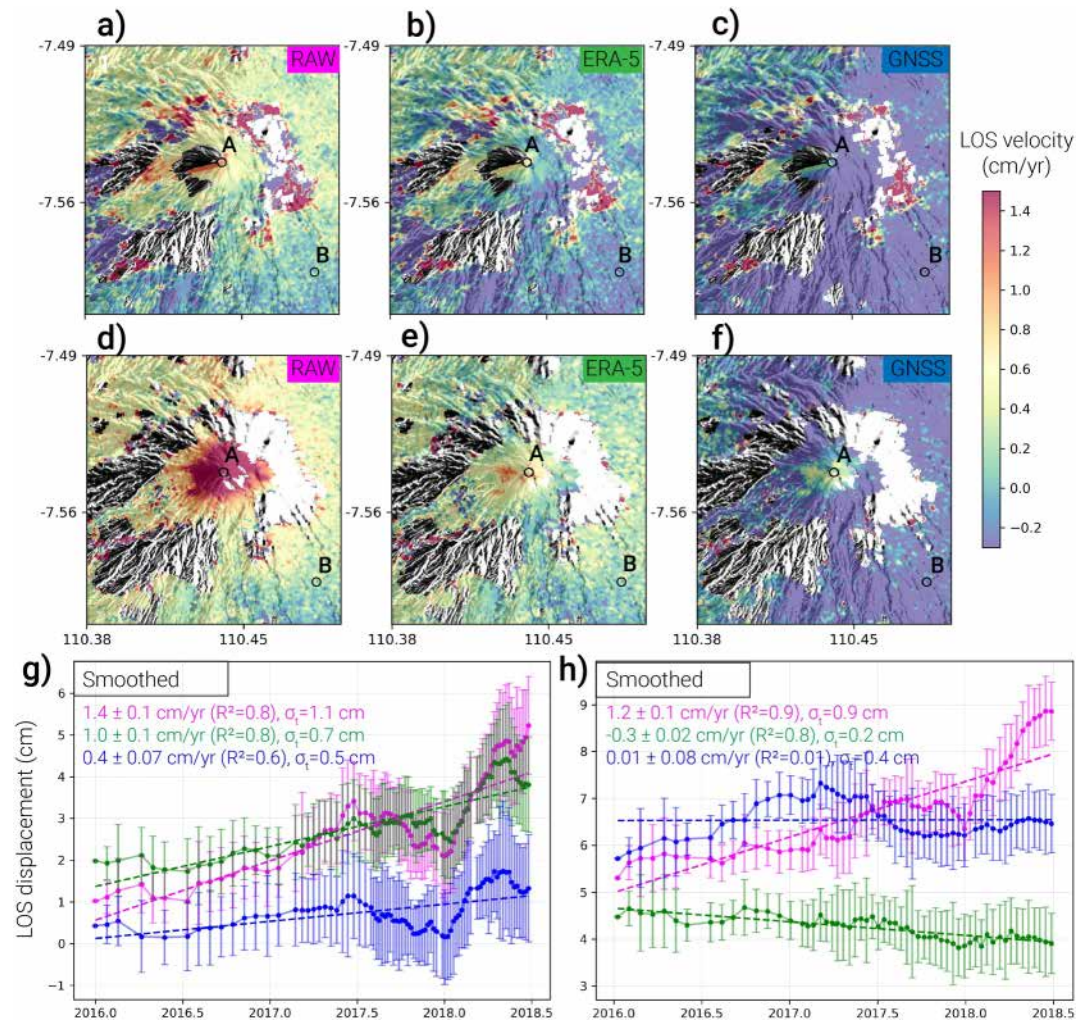 a) b) c)
-7.49 RAW -7.49 ERA-5 -7.49 GNSS
A A A
LOS velocity
(cm/yr)
-7.56 -7.56 -7.56
B B B
1.4
1.2
1.0
0.8
0.6
0.4
0.2
0.0
−0.2
d) e) f)
-7.49 RAW -7.49 ERA-5 -7.49 GNSS
A A A
-7.56 -7.56 -7.56
B B B
110.38 110.45 110.38 110.45 110.38 110.45
g)
Smoothed
1.4 ± 0.1 cm/yr (R²=0.8), σt=1.1 cm
1.0 ± 0.1 cm/yr (R²=0.8), σt=0.7 cm
0.4 ± 0.07 cm/yr (R²=0.6), σt=0.5 cm
LOS displacement (cm)
6
5
4
3
2
1
0
−1
2016.0 2016.5 2017.0 2017.5 2018.0 2018.5
h)
Smoothed
1.2 ± 0.1 cm/yr (R²=0.9), σt=0.9 cm
-0.3 ± 0.02 cm/yr (R²=0.8), σt=0.2 cm
0.01 ± 0.08 cm/yr (R²=0.01), σt=0.4 cm
9
8
7
6
5
4
3
2016.0 2016.5 2017.0 2017.5 2018.0 2018.5